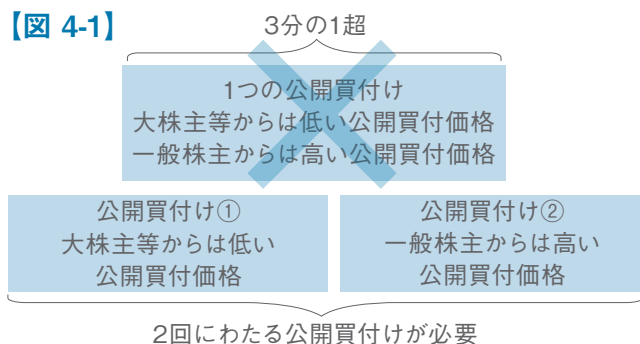 【図 4-1】
3分の1超
1つの公開買付け
大株主等からは低い公開買付価格
一般株主からは高い公開買付価格
公開買付け①
大株主等からは低い
公開買付価格
公開買付け②
一般株主からは高い
公開買付価格
2回にわたる公開買付けが必要